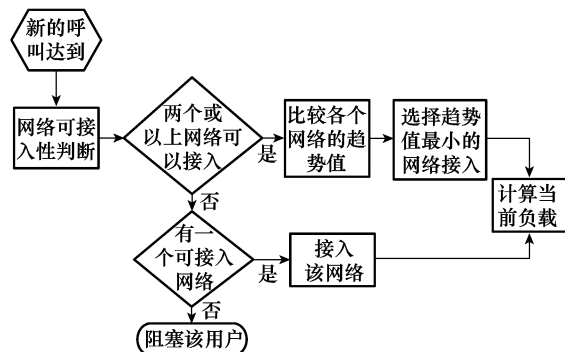 新的呼
叫达到
网络可接
入性判断
两个或
以上网络可
以接入
是
比较各个
网络的趋
势值
选择趋势
值最小的
网络接入
计算当
前负载
否
有一
个可接入
网络
是
接入
该网络
否
阻塞该用户